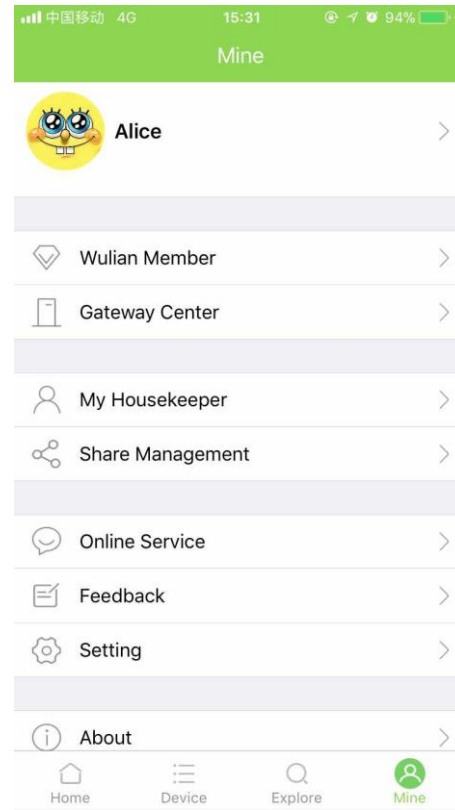 中国移动 4G 15:31 94%
Mine
Alice
Wulian Member
Gateway Center
My Housekeeper
Share Management
Online Service
Feedback
Setting
About
Home Device Explore Mine